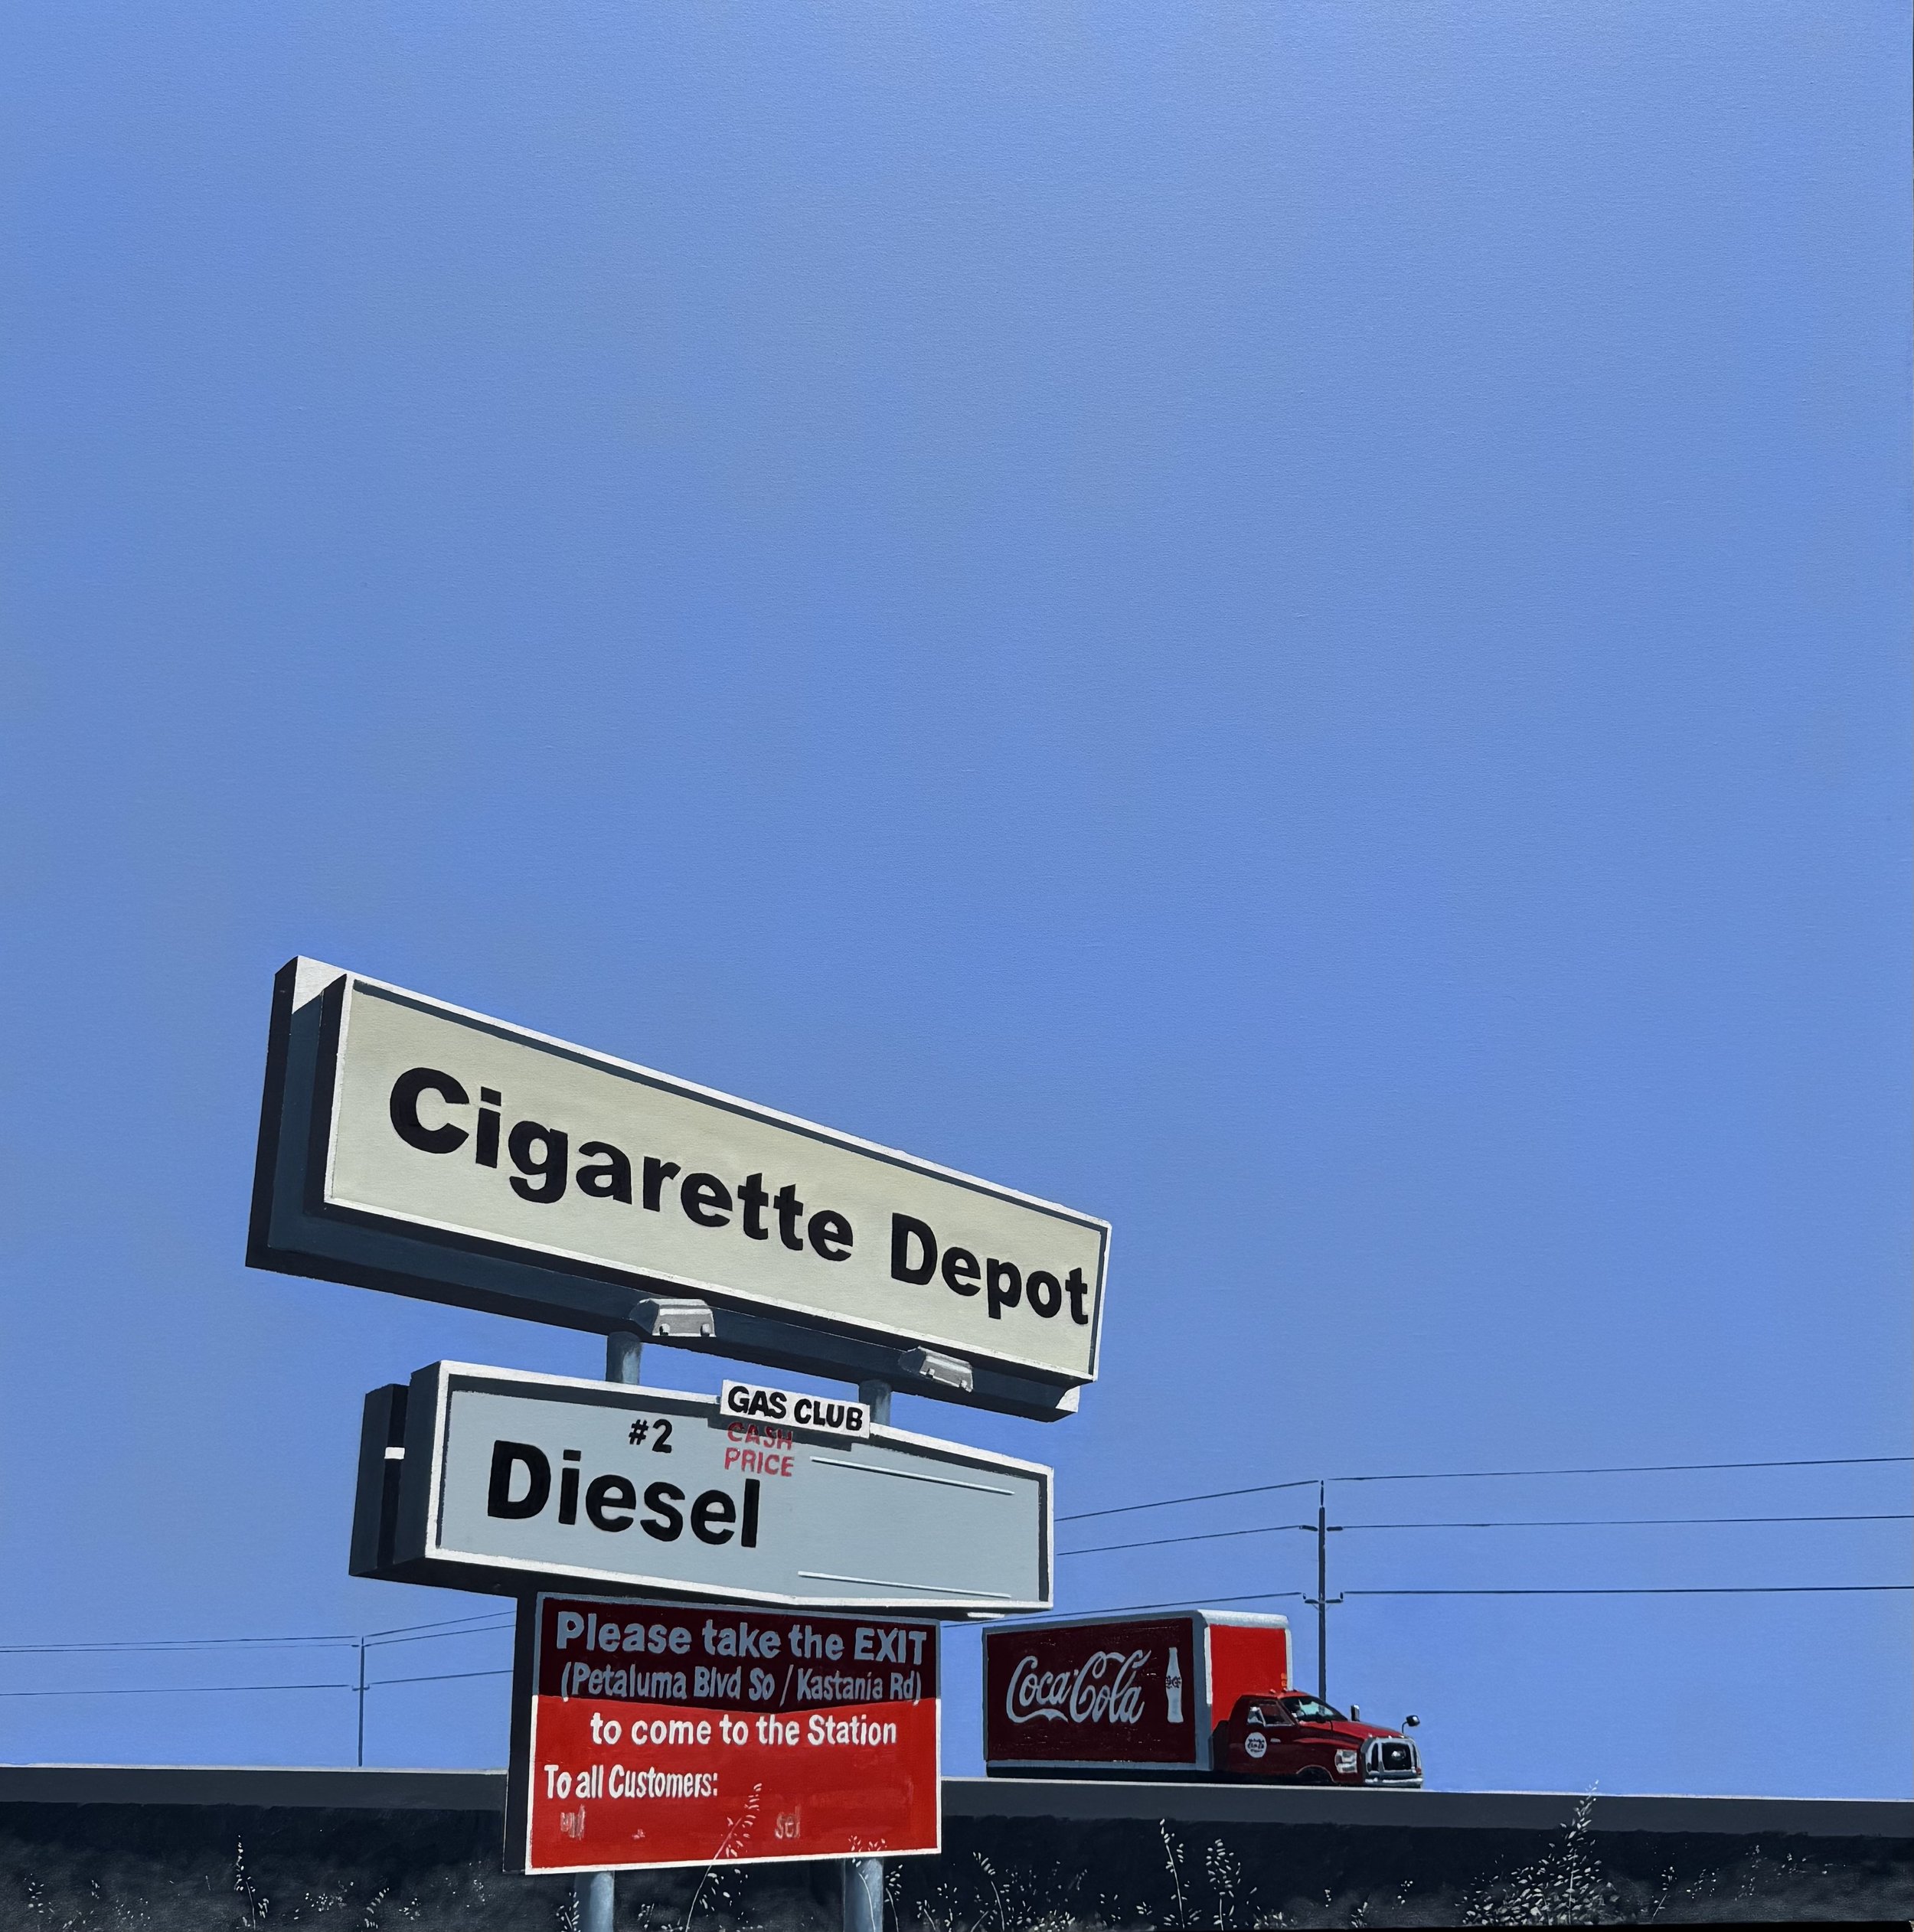 Cigarette Depot
GAS CLUB
#2
CASH
PRICE
Diesel
Please take the EXIT
(Petaluma Blvd So / Kastania Rd)
to come to the Station
To all Customers:
Coca-Cola